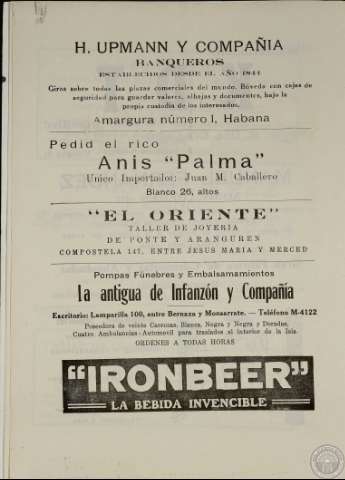 H. UPMANN Y COMPAÑIA
BANQUEROS
ESTABLECIDOS DESDE EL AÑO 1844
Giros sobre todas las plazas comerciales del mundo. Bóveda con cajas de
seguridad para guardar valores, alhajas y documentos, bajo la
propia custodia de los interesados.
Amargura número 1, Habana
Pedid el rico
Anis "Palma"
Unico Importador: Juan M. Caballero
Blanco 26, altos
"EL ORIENTE"
TALLER DE JOYERIA
DE PONTE Y ARANGUREN
COMPOSTELA 147, ENTRE JESUS MARIA Y MERCED
Pompas Fúnebres y Embalsamamientos
La antigua de Infanzón y Compañía
Escritorio: Lamparilla 100, entre Bernaza y Monserrate. — Teléfono M-4122
Poseedora de veinte Carrozas, Blanca, Negra y Negra y Doradas,
Cuatro Ambulancias Automovil para traslados al interior de la Isla.
ORDENES A TODAS HORAS
"IRONBEER"
LA BEBIDA INVENCIBLE